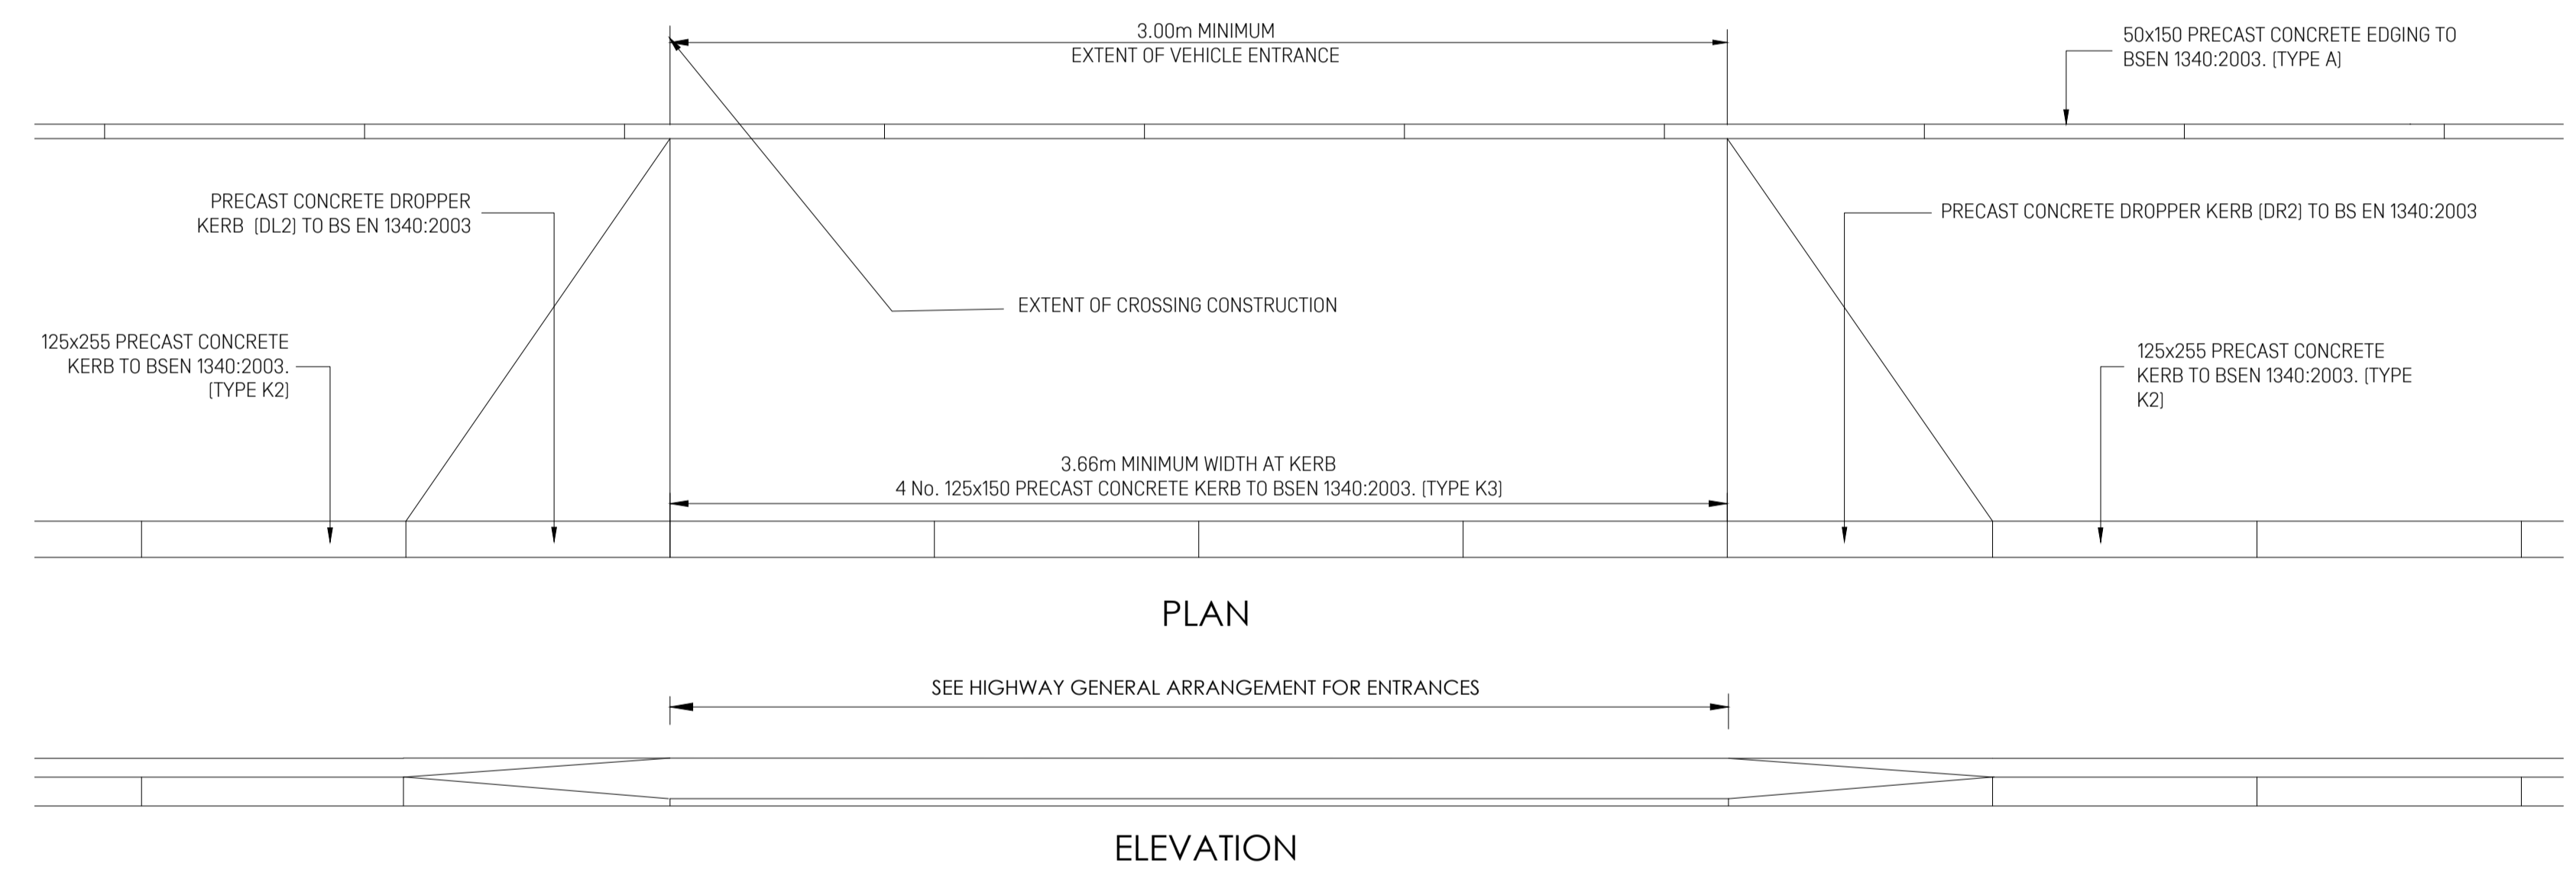 3.00m MINIMUM
EXTENT OF VEHICLE ENTRANCE
50x150 PRECAST CONCRETE EDGING TO
BSEN 1340:2003. (TYPE A)
PRECAST CONCRETE DROPPER
KERB (DL2) TO BS EN 1340:2003
PRECAST CONCRETE DROPPER KERB (DR2) TO BS EN 1340:2003
EXTENT OF CROSSING CONSTRUCTION
125x255 PRECAST CONCRETE
KERB TO BSEN 1340:2003.
(TYPE K2)
125x255 PRECAST CONCRETE
KERB TO BSEN 1340:2003. (TYPE
K2)
3.66m MINIMUM WIDTH AT KERB
4 No. 125x150 PRECAST CONCRETE KERB TO BSEN 1340:2003. (TYPE K3)
PLAN
SEE HIGHWAY GENERAL ARRANGEMENT FOR ENTRANCES
ELEVATION